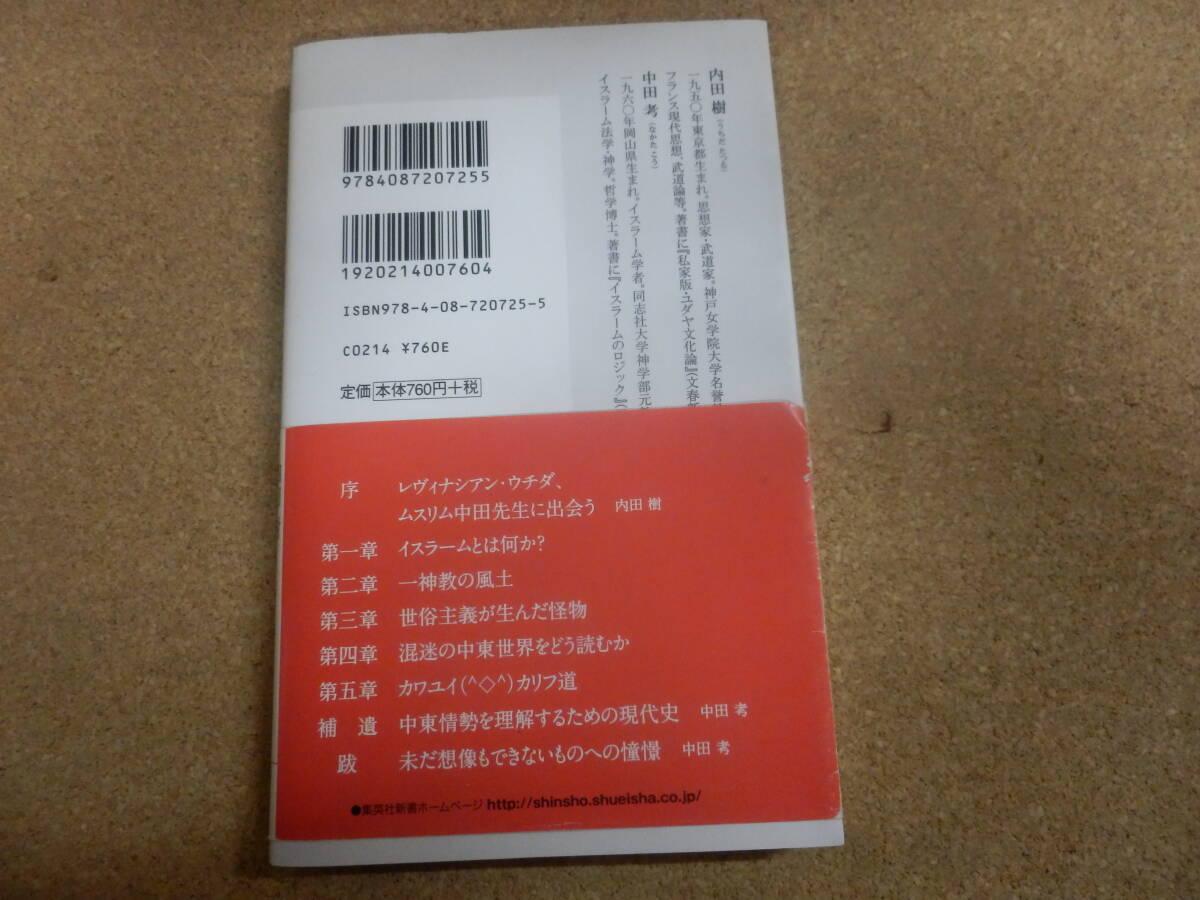 内田 樹(うちだ たつる)
一九五〇年東京都生まれ。思想家・武道家。神戸女学院大学名誉
フランス現代思想、武道論等。著書に『私家版・ユダヤ文化論』(文春
中田 考(なかた こう)
一九六〇年岡山県生まれ。イスラーム学者。同志社大学神学部元
イスラーム法学・神学。哲学博士。著書に『イスラームのロジック』(
9784087207255
1920214007604
ISBN978-4-08-720725-5
C0214 ¥760E
定価 本体760円+税
序 レヴィナシアン・ウチダ、
ムスリム中田先生に出会う 内田 樹
第一章 イスラームとは何か?
第二章 一神教の風土
第三章 世俗主義が生んだ怪物
第四章 混迷の中東世界をどう読むか
第五章 カワユイ(^◇^)カリフ道
補 遺 中東情勢を理解するための現代史 中田 考
跋 未だ想像もできないものへの憧憬 中田 考
●集英社新書ホームページ http://shinsho.shueisha.co.jp/